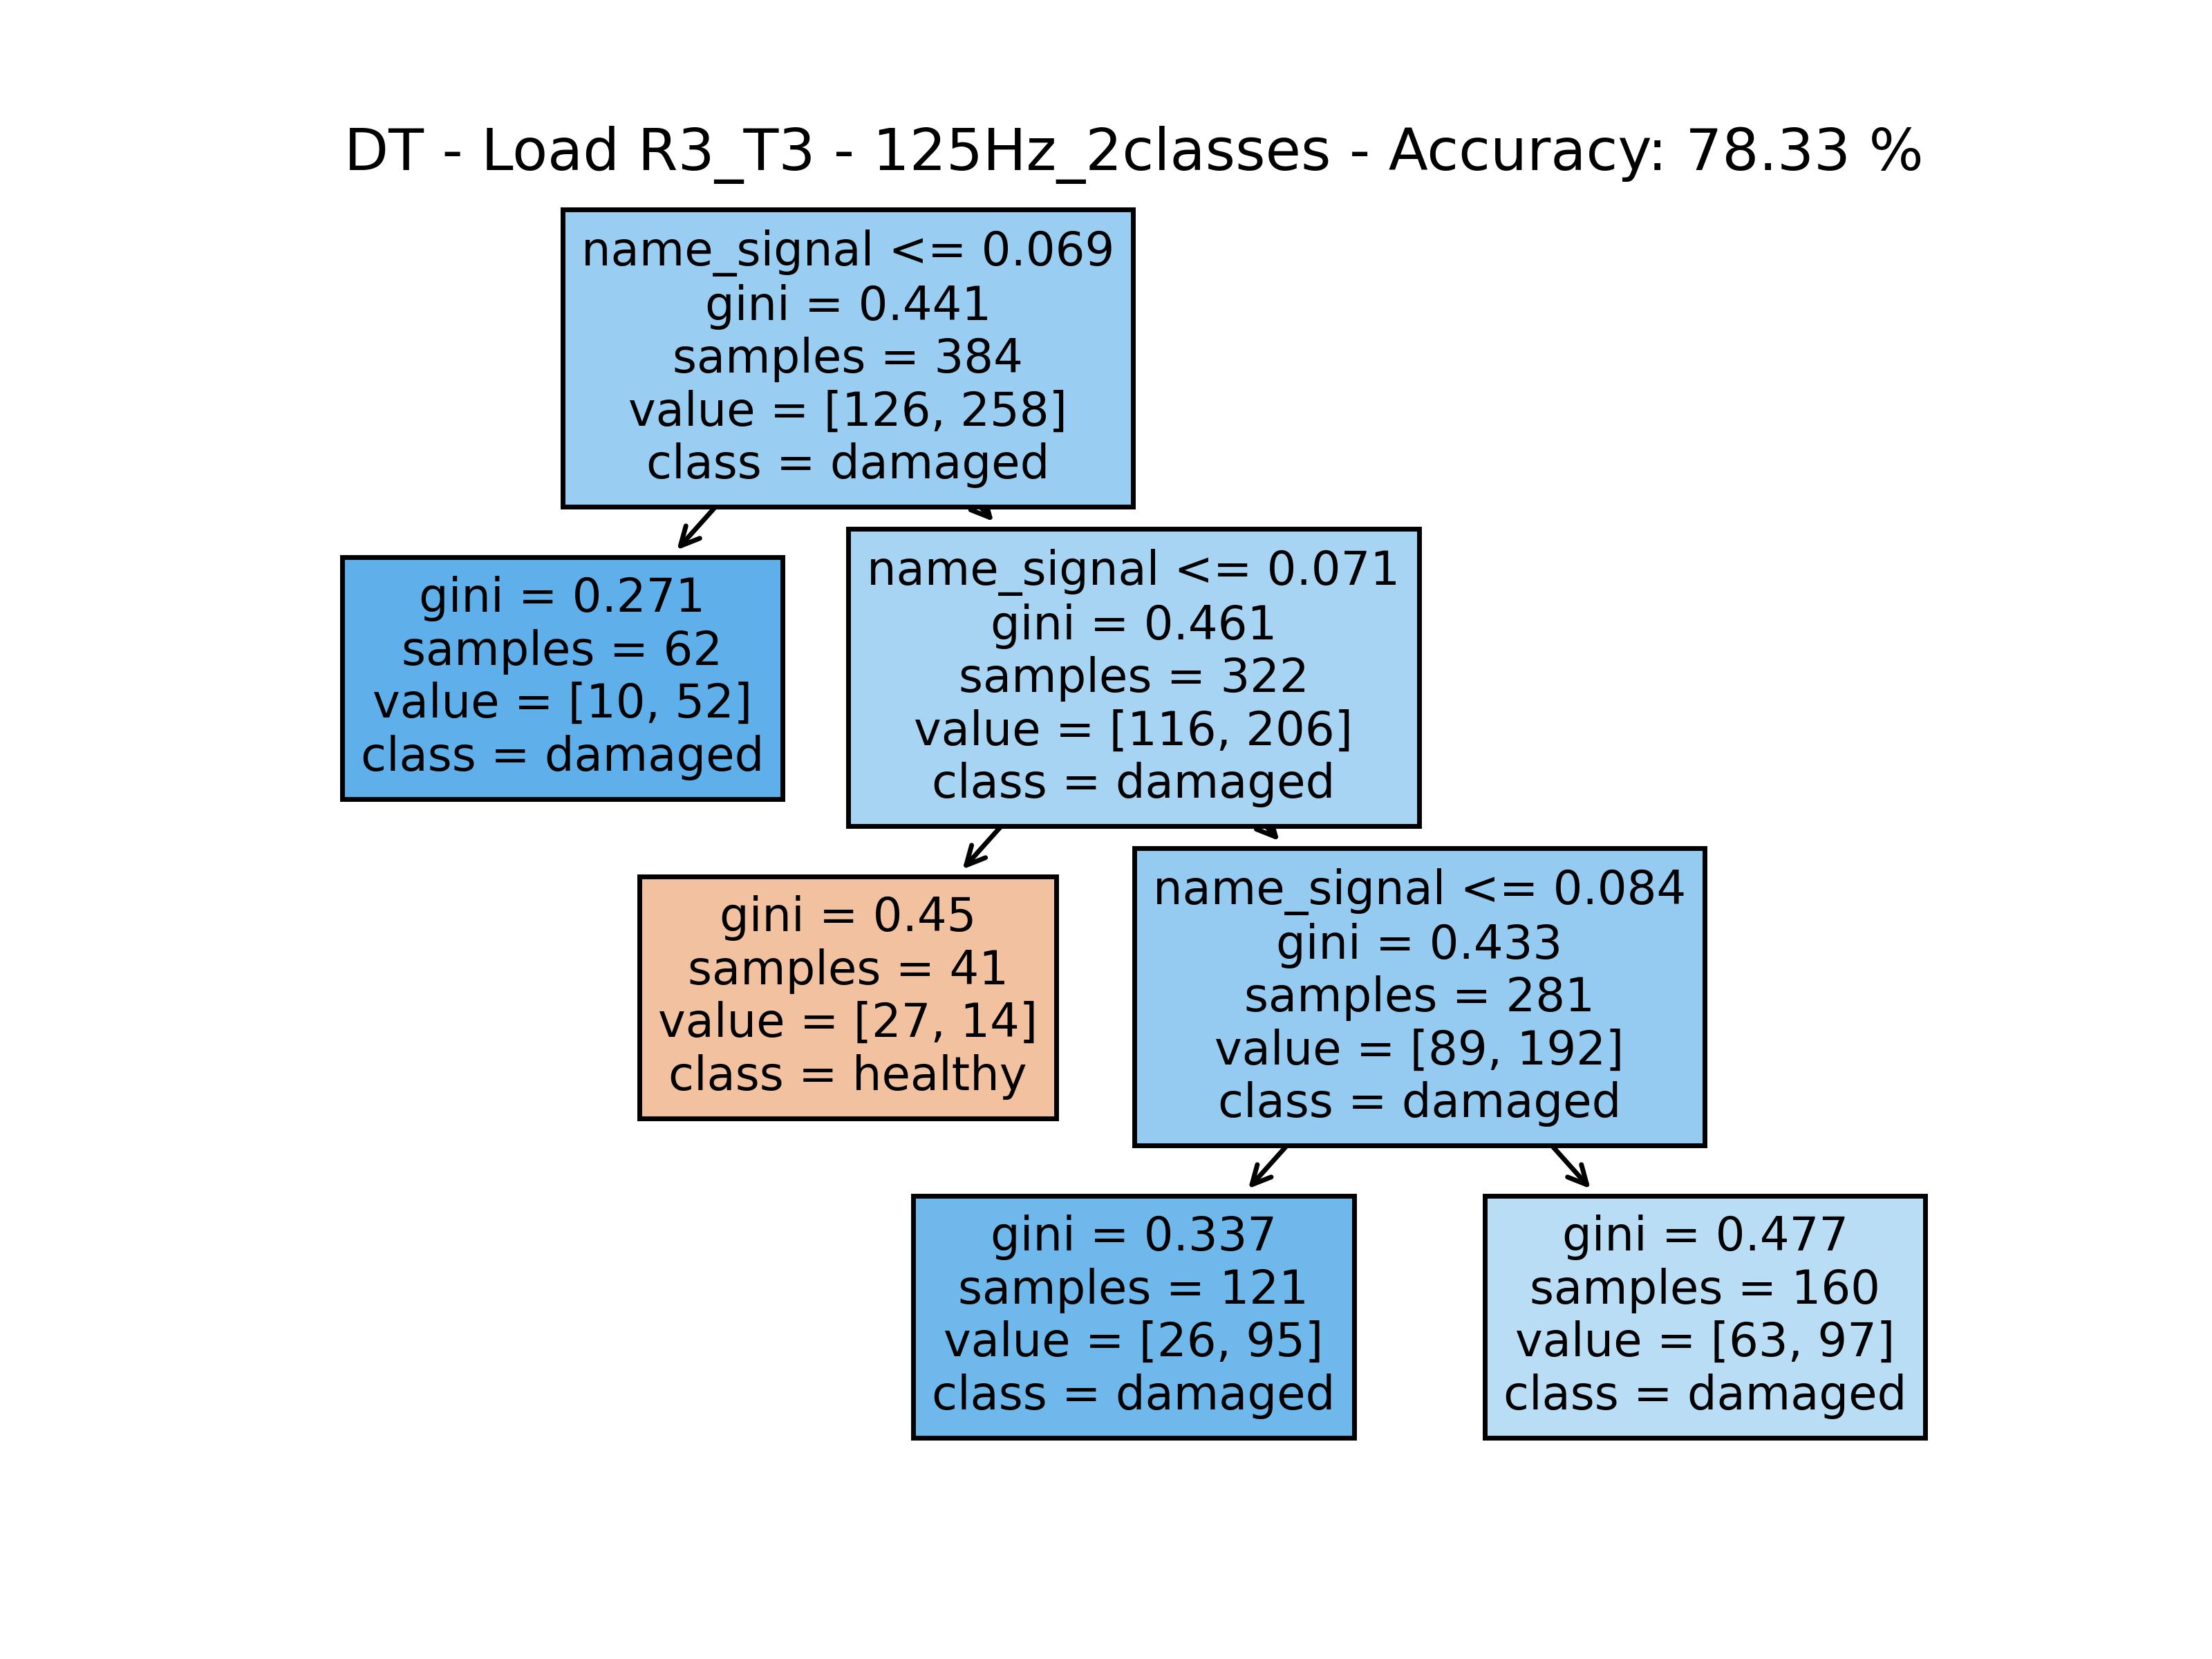 DT - Load R3_T3 - 125Hz_2classes - Accuracy: 78.33 %
name_signal <= 0.069
gini = 0.441
samples = 384
value = [126, 258]
class = damaged
gini = 0.271
samples = 62
value = [10, 52]
class = damaged
name_signal <= 0.071
gini = 0.461
samples = 322
value = [116, 206]
class = damaged
gini = 0.45
samples = 41
value = [27, 14]
class = healthy
name_signal <= 0.084
gini = 0.433
samples = 281
value = [89, 192]
class = damaged
gini = 0.337
samples = 121
value = [26, 95]
class = damaged
gini = 0.477
samples = 160
value = [63, 97]
class = damaged